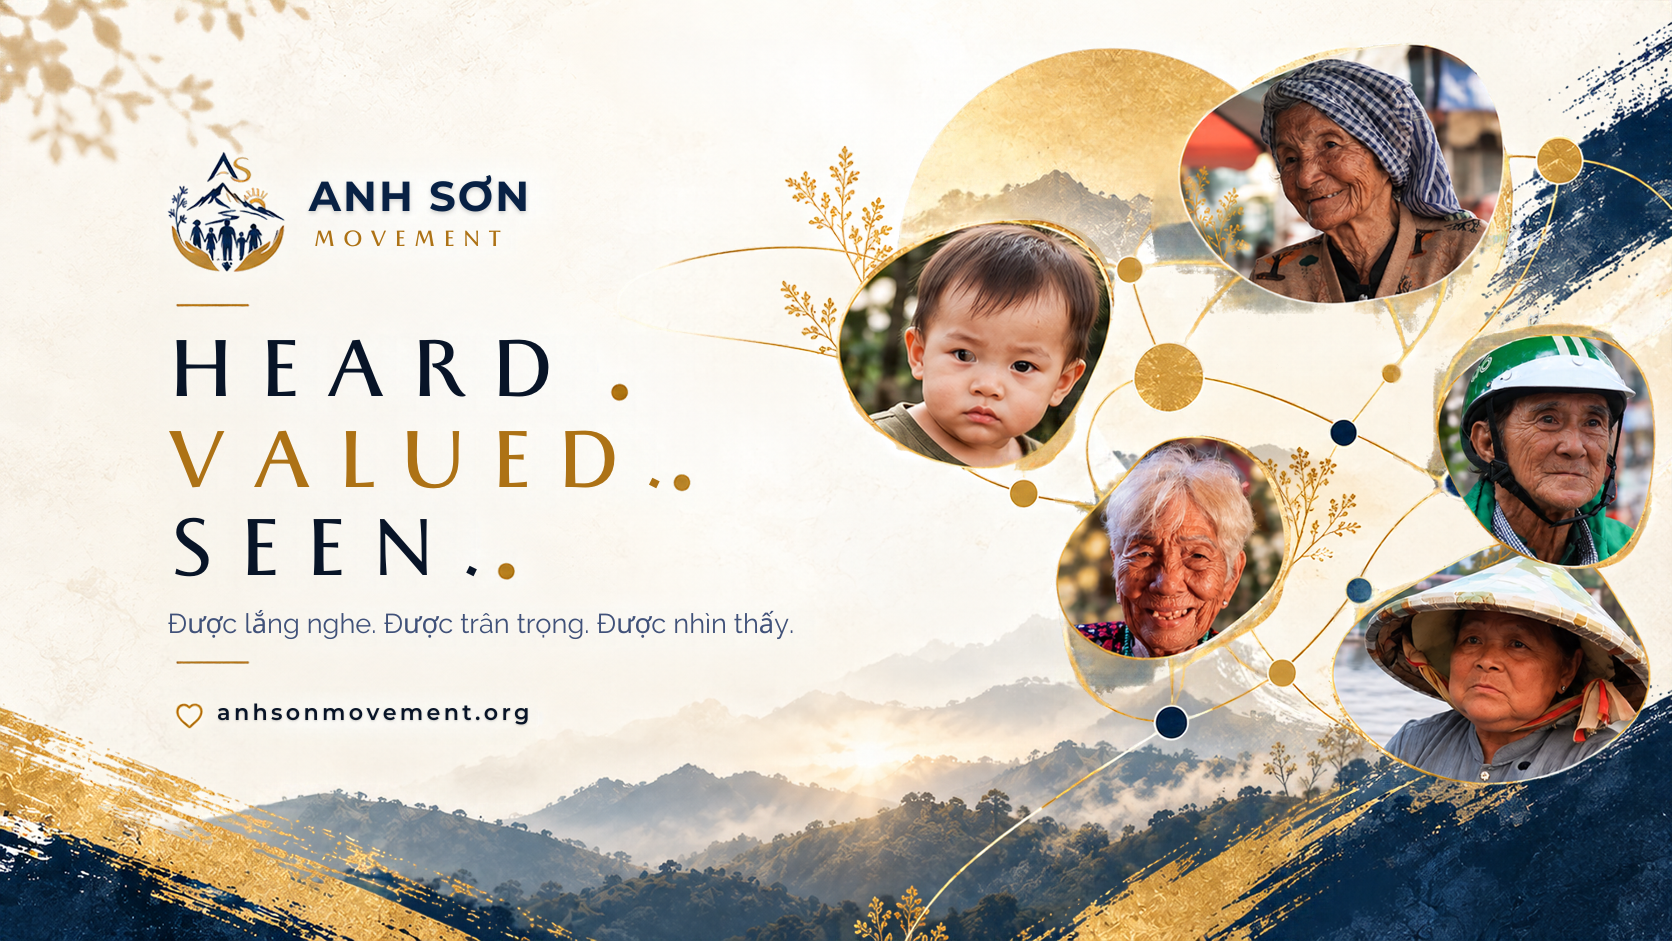 AS
ANH SƠN
MOVEMENT
HEARD .
VALUED..
SEEN..
Được lắng nghe. Được trân trọng. Được nhìn thấy.
anhsonmovement.org